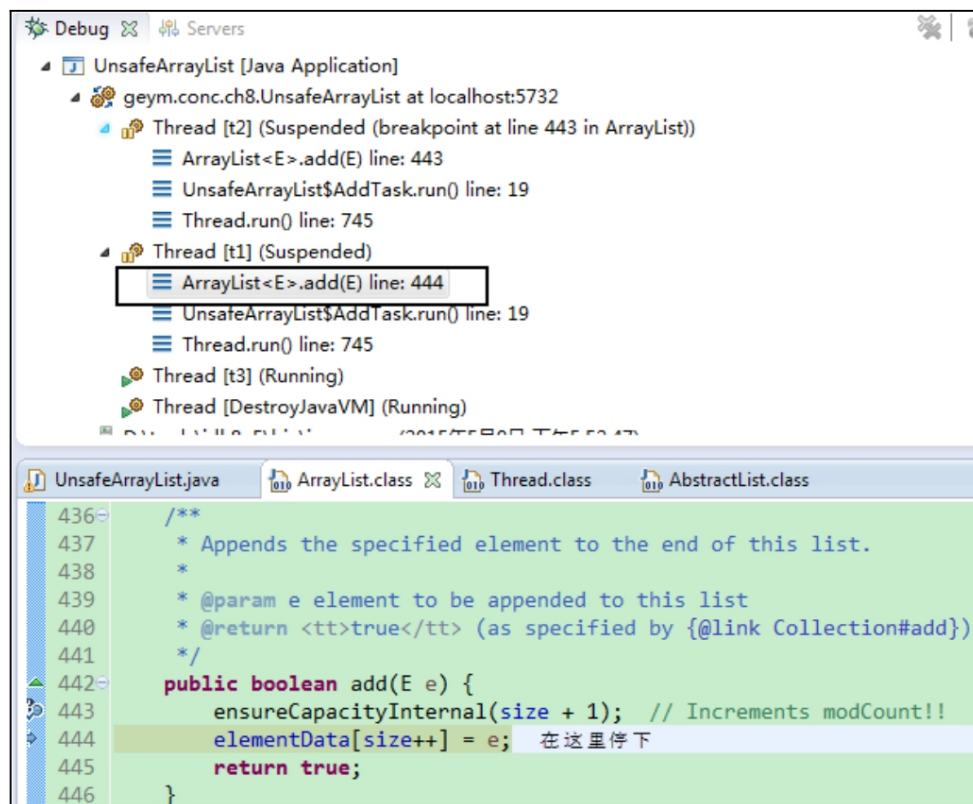 Debug Servers
UnsafeArrayList [Java Application]
geym.conc.ch8.UnsafeArrayList at localhost:5732
Thread [t2] (Suspended (breakpoint at line 443 in ArrayList))
ArrayList<E>.add(E) line: 443
UnsafeArrayList$AddTask.run() line: 19
Thread.run() line: 745
Thread [t1] (Suspended)
ArrayList<E>.add(E) line: 444
UnsafeArrayList$AddTask.run() line: 19
Thread.run() line: 745
Thread [t3] (Running)
Thread [DestroyJavaVM] (Running)
UnsafeArrayList.java ArrayList.class Thread.class AbstractList.class
436 /**
437 * Appends the specified element to the end of this list.
438 *
439 * @param e element to be appended to this list
440 * @return <tt>true</tt> (as specified by {@link Collection#add})
441 */
442 public boolean add(E e) {
443 ensureCapacityInternal(size + 1); // Increments modCount!!
444 elementData[size++] = e; 在这里停下
445 return true;
446 }